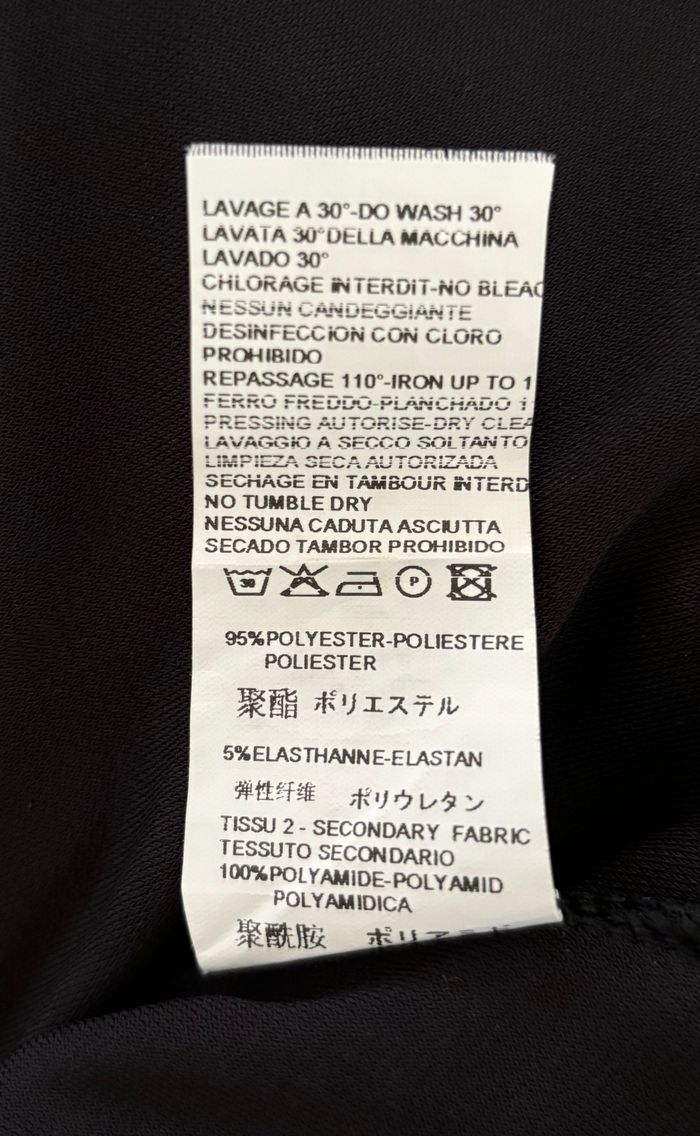 LAVAGE A 30°-DO WASH 30°
LAVATA 30°DELLA MACCHINA
LAVADO 30°
CHLORAGE INTERDIT-NO BLEAC
NESSUN CANDEGGIANTE
DESINFECCION CON CLORO
PROHIBIDO
REPASSAGE 110°-IRON UP TO 1
FERRO FREDDO-PLANCHADO 1
PRESSING AUTORISE-DRY CLEA
LAVAGGIO A SECCO SOLTANTO
LIMPIEZA SECA AUTORIZADA
SECHAGE EN TAMBOUR INTERD
NO TUMBLE DRY
NESSUNA CADUTA ASCIUTTA
SECADO TAMBOR PROHIBIDO
30 P
95%POLYESTER-POLIESTERE
POLIESTER
聚酯 ポリエステル
5%ELASTHANNE-ELASTAN
弹性纤维 ポリウレタン
TISSU 2 - SECONDARY FABRIC
TESSUTO SECONDARIO
100%POLYAMIDE-POLYAMID
POLYAMIDICA
聚酰胺